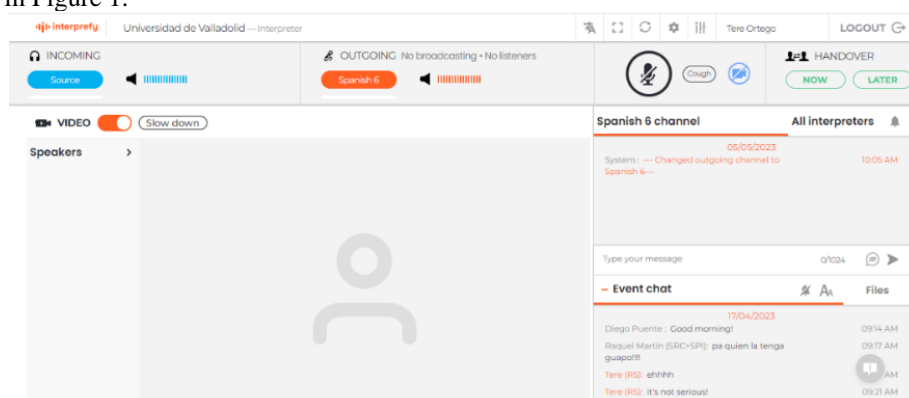 in Figure 1.
interprefy Universidad de Valladolid — Interpreter Tere Ortego LOGOUT
INCOMING OUTGOING No broadcasting • No listeners HANDOVER
Source Spanish 6 Cough NOW LATER
VIDEO Slow down Spanish 6 channel All interpreters
Speakers
05/05/2023
System : --- Changed outgoing channel to 10:05 AM
Spanish 6---
Type your message 0/1024
– Event chat AA Files
17/04/2023
Diego Puente : Good morning! 09:14 AM
Raquel Martín (SRC>SP1): pa quien la tenga 09:17 AM
guapo!!!!
Tere (RS): ehhhh AM
Tere (RS): it's not serious! 09:21 AM